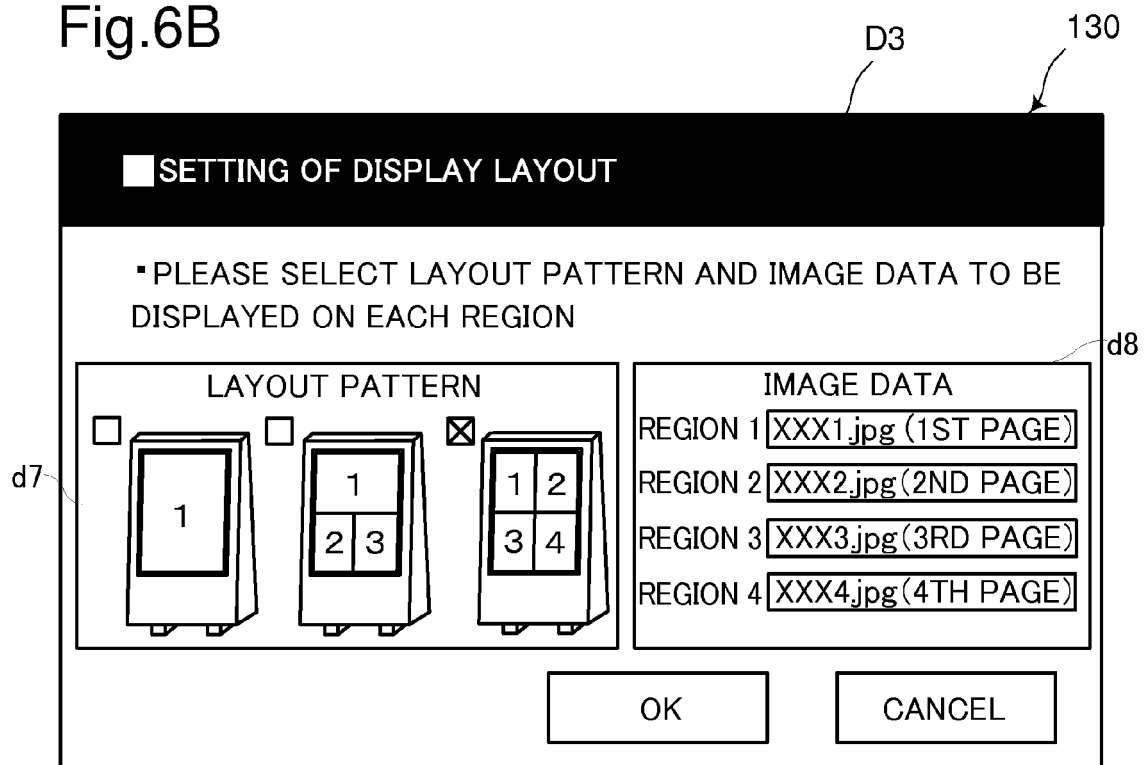 Fig.6B
D3
130
SETTING OF DISPLAY LAYOUT
▪PLEASE SELECT LAYOUT PATTERN AND IMAGE DATA TO BE
DISPLAYED ON EACH REGION
d8
d7
LAYOUT PATTERN
1
1
2 3
1 2
3 4
IMAGE DATA
REGION 1 XXX1.jpg(1ST PAGE)
REGION 2 XXX2.jpg(2ND PAGE)
REGION 3 XXX3.jpg(3RD PAGE)
REGION 4 XXX4.jpg(4TH PAGE)
OK
CANCEL